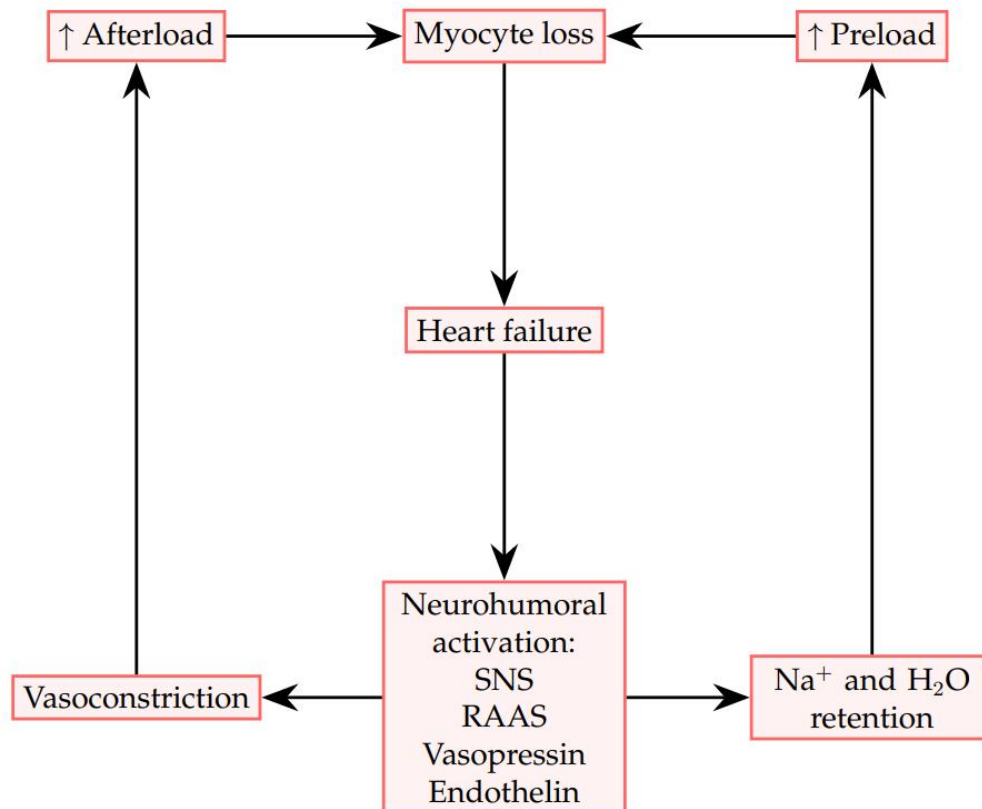 ↑ Afterload
Myocyte loss
↑ Preload
Heart failure
Neurohumoral
activation:
SNS
RAAS
Vasopressin
Endothelin
Vasoconstriction
Na⁺ and H₂O
retention